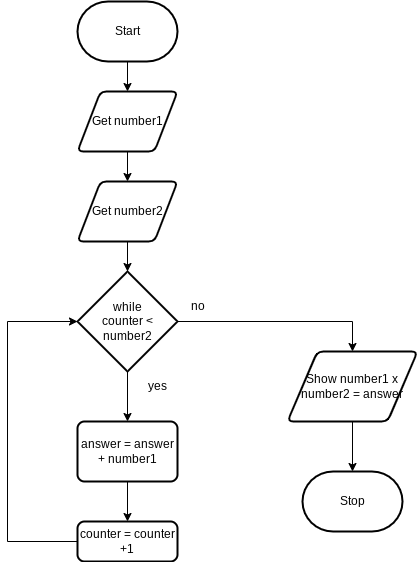 Start
Get number1
Get number2
while
counter <
number2
no
yes
Show number1 x
number2 = answer
answer = answer
+ number1
Stop
counter = counter
+1